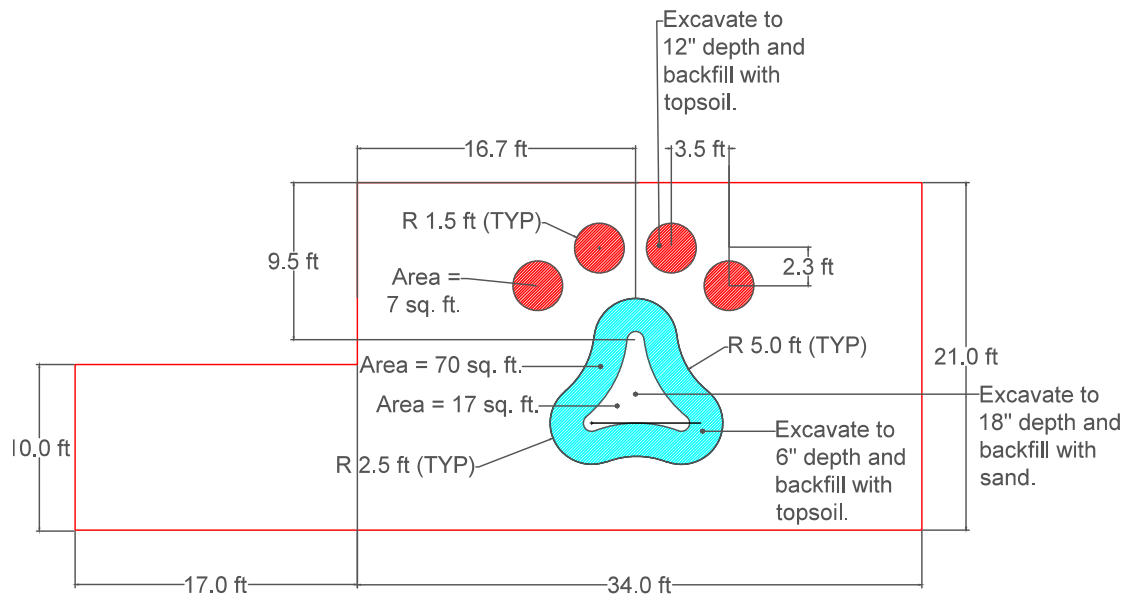 Excavate to
12" depth and
backfill with
topsoil.
16.7 ft
3.5 ft
R 1.5 ft (TYP)
9.5 ft
2.3 ft
Area =
7 sq. ft.
R 5.0 ft (TYP)
21.0 ft
Area = 70 sq. ft.
Area = 17 sq. ft.
Excavate to
18" depth and
backfill with
sand.
10.0 ft
Excavate to
6" depth and
backfill with
topsoil.
R 2.5 ft (TYP)
17.0 ft
34.0 ft